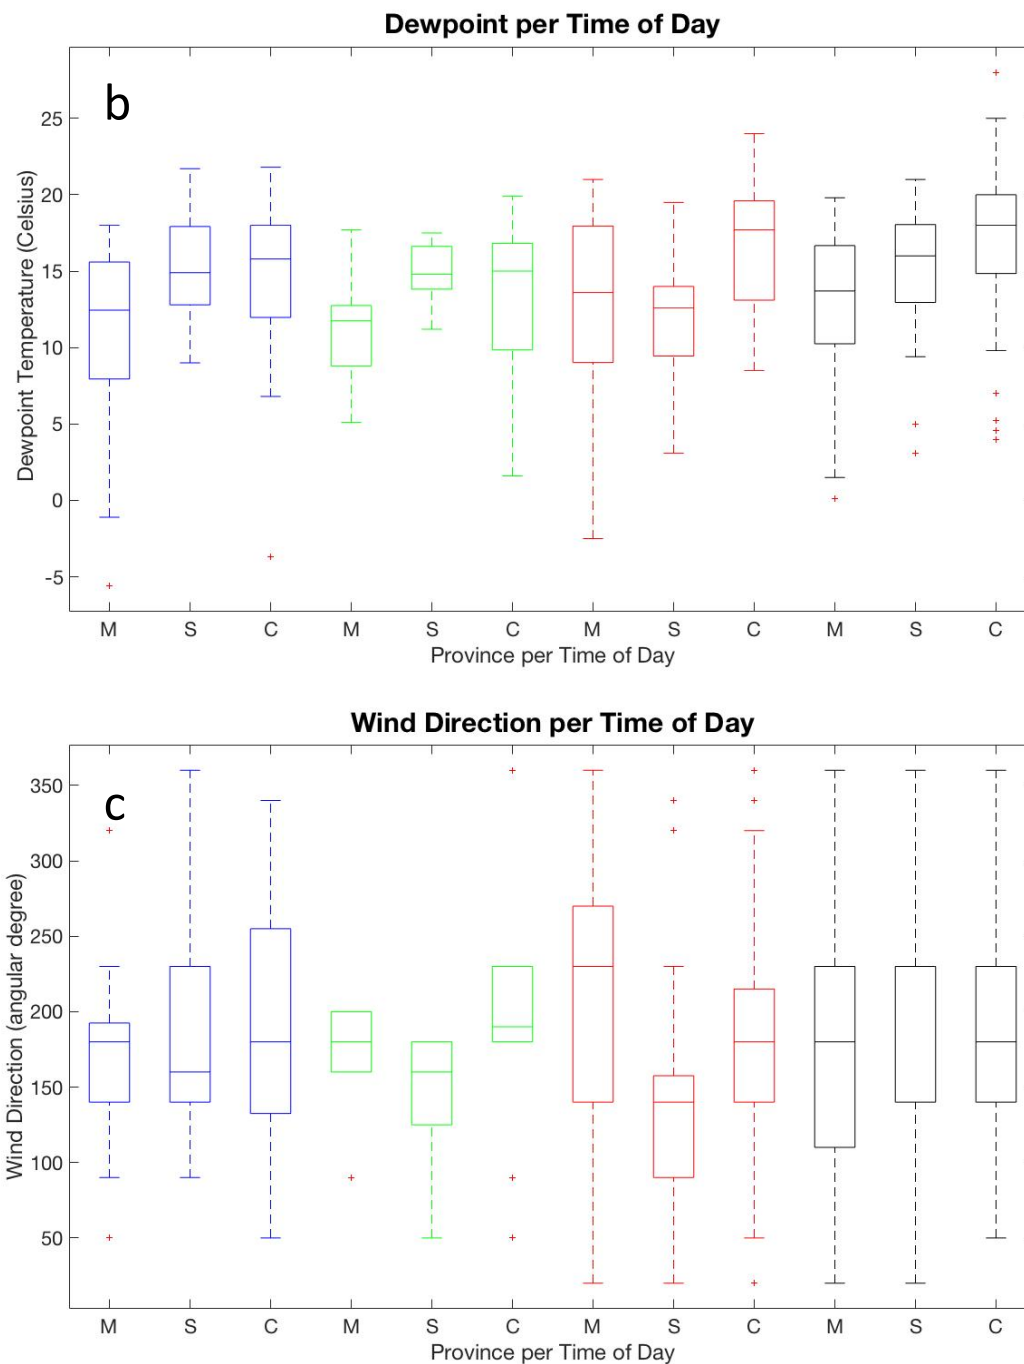 Dewpoint per Time of Day
b
Dewpoint Temperature (Celsius)
25
20
15
10
5
0
-5
M S C M S C M S C M S C
Province per Time of Day
Wind Direction per Time of Day
c
Wind Direction (angular degree)
350
300
250
200
150
100
50
M S C M S C M S C M S C
Province per Time of Day